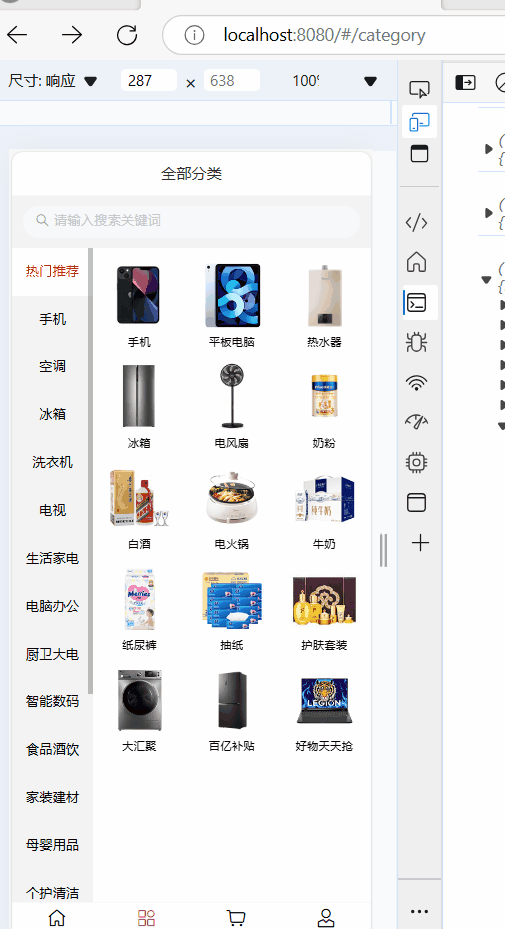 localhost:8080/#/category
尺寸: 响应 287 × 638 100%
全部分类
请输入搜索关键词
热门推荐
手机
空调
冰箱
洗衣机
电视
生活家电
电脑办公
厨卫大电
智能数码
食品酒饮
家装建材
母婴用品
个护清洁
手机 平板电脑 热水器
冰箱 电风扇 奶粉
白酒 电火锅 牛奶
纸尿裤 抽纸 护肤套装
大汇聚 百亿补贴 好物天天抢
LEGION
Merries
(
{
(
{
(
{